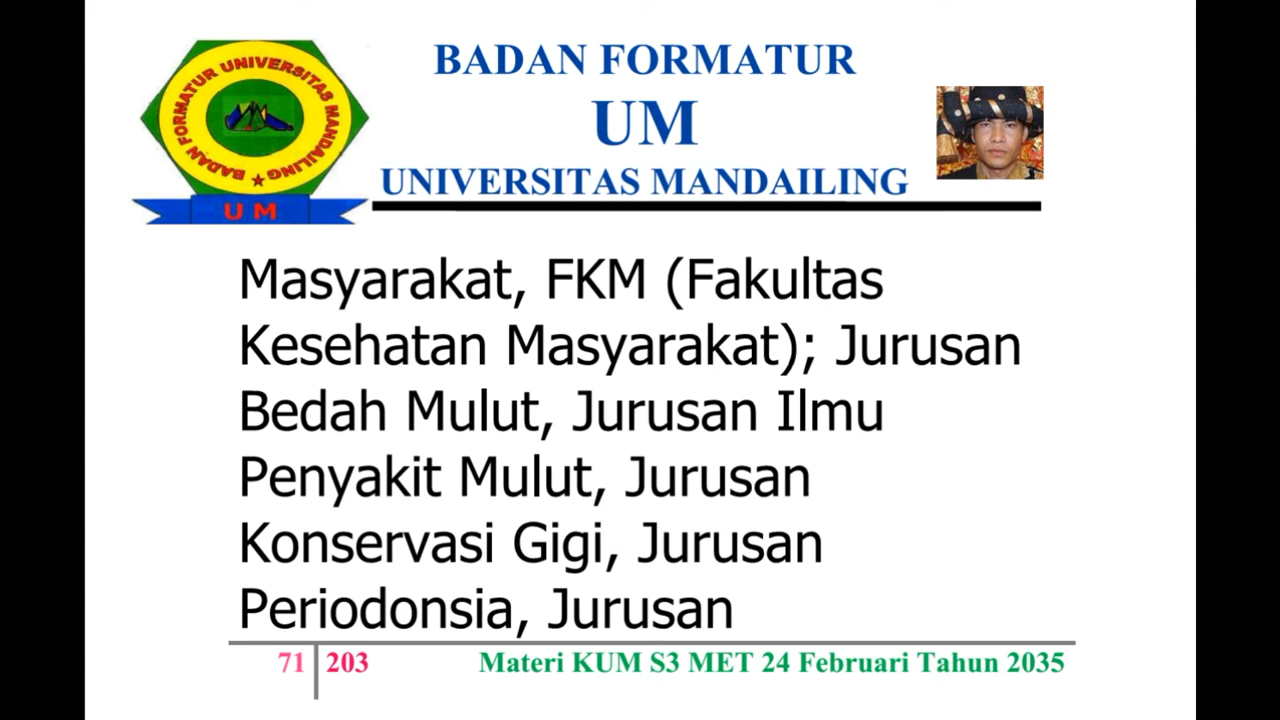 BADAN FORMATUR UNIVERSITAS MANDAILING
U M
BADAN FORMATUR
UM
UNIVERSITAS MANDAILING
Masyarakat, FKM (Fakultas
Kesehatan Masyarakat); Jurusan
Bedah Mulut, Jurusan Ilmu
Penyakit Mulut, Jurusan
Konservasi Gigi, Jurusan
Periodonsia, Jurusan
71 203 Materi KUM S3 MET 24 Februari Tahun 2035